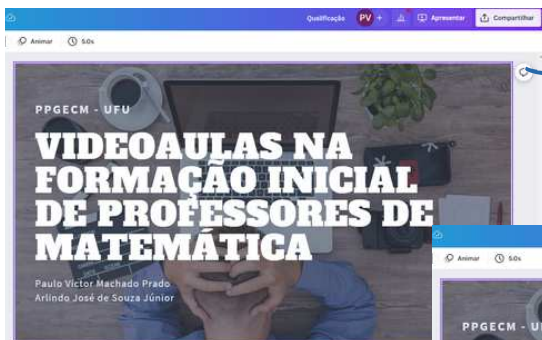 Qualificação PV + Apresentar Compartilhar
Animar 5.0s
PPGECM - UFU
VIDEOAULAS NA
FORMAÇÃO INICIAL
DE PROFESSORES DE
MATEMÁTICA
Paulo Victor Machado Prado
Arlindo José de Souza Júnior
Animar 5.0s
PPGECM - U